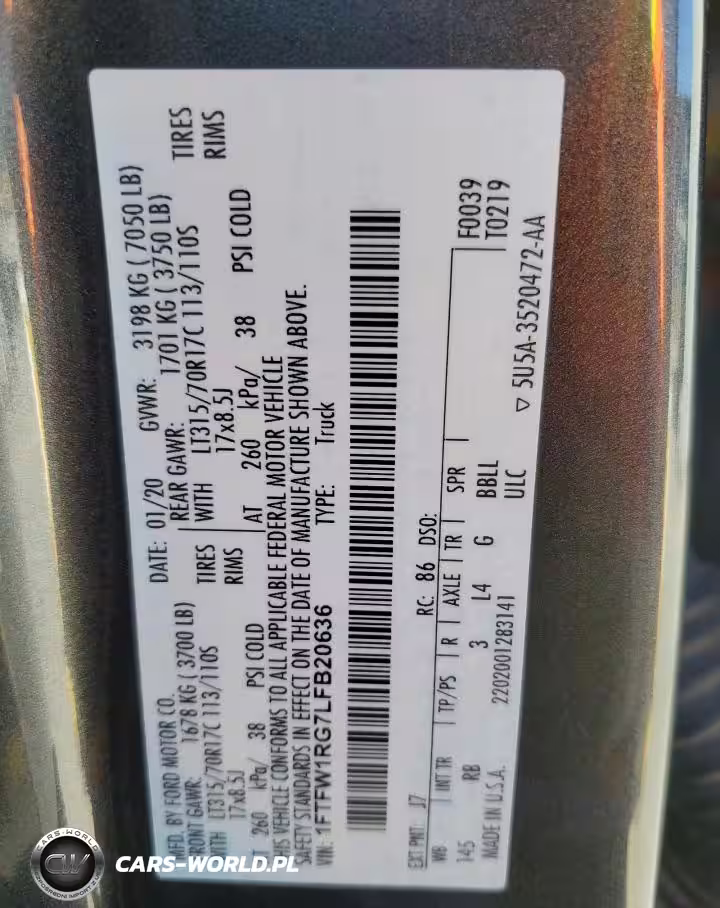 MFD. BY FORD MOTOR CO. DATE: 01/20 GVWR: 3198 KG ( 7050 LB)
FRONT GAWR: 1678 KG ( 3700 LB) REAR GAWR: 1701 KG ( 3750 LB)
WITH LT315/70R17C 113/110S TIRES WITH LT315/70R17C 113/110S TIRES
17x8.5J RIMS 17x8.5J RIMS
AT 260 kPa/ 38 PSI COLD AT 260 kPa/ 38 PSI COLD
THIS VEHICLE CONFORMS TO ALL APPLICABLE FEDERAL MOTOR VEHICLE
SAFETY STANDARDS IN EFFECT ON THE DATE OF MANUFACTURE SHOWN ABOVE.
VIN: 1FTFW1RG7LFB20636 TYPE: Truck
EXT PNT: J7 RC: 86 DSO: F0039
T0219
WB INT TR TP/PS R AXLE TR SPR
145 RB 3 L4 G BBLL
MADE IN U.S.A. 2202001283141 ULC
▽ 5U5A-3520472-AA
CARS-WORLD
CW
CARS-WORLD.PL